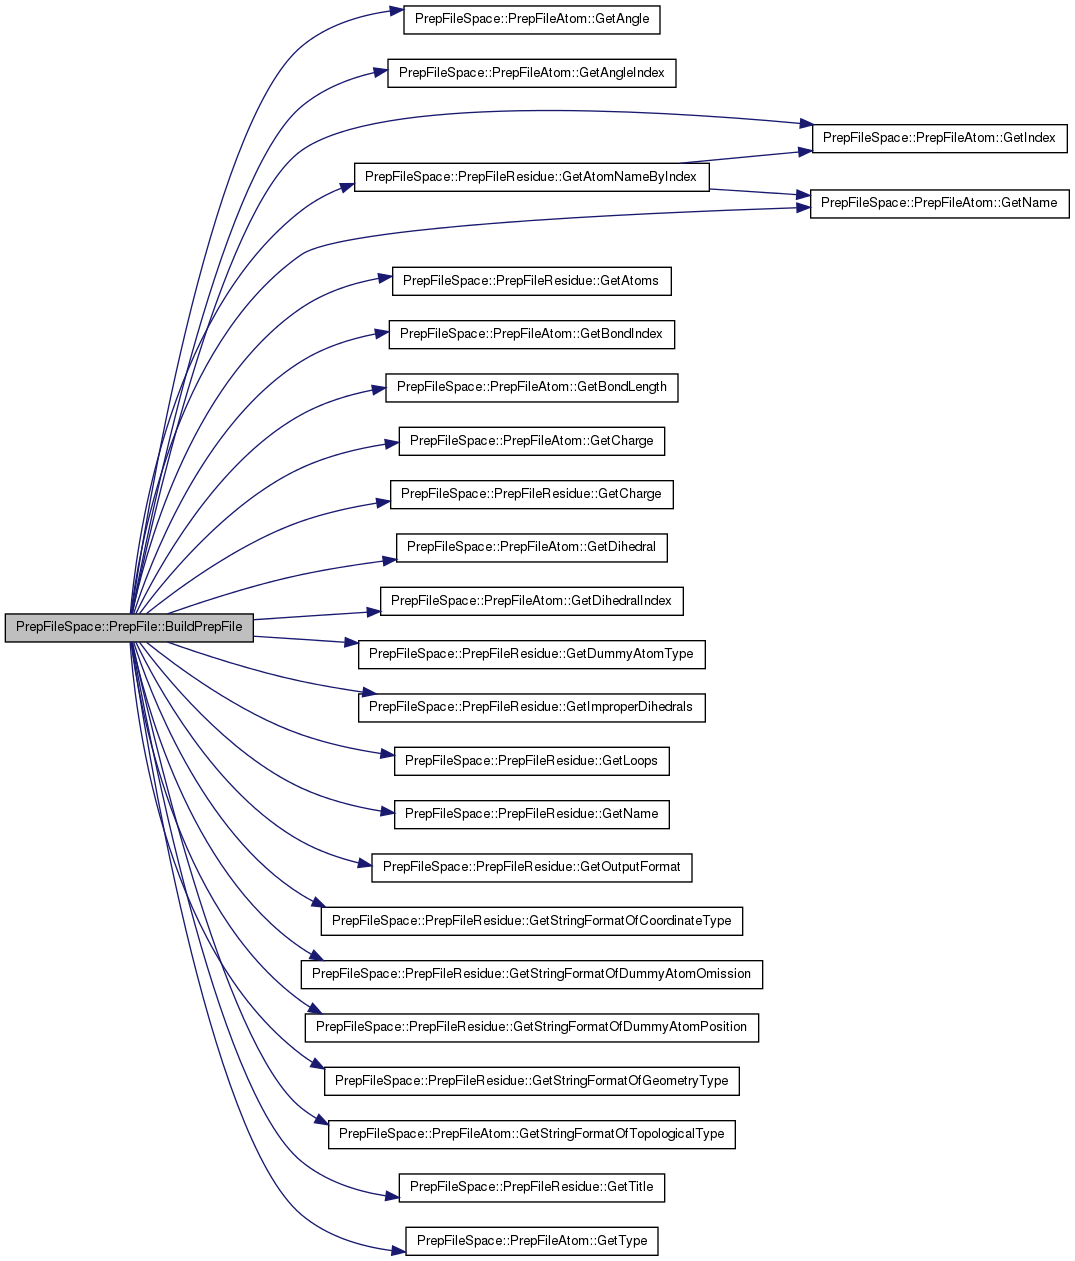 PrepFileSpace::PrepFileAtom::GetAngle
PrepFileSpace::PrepFileAtom::GetAngleIndex
PrepFileSpace::PrepFileAtom::GetIndex
PrepFileSpace::PrepFileResidue::GetAtomNameByIndex
PrepFileSpace::PrepFileAtom::GetName
PrepFileSpace::PrepFileResidue::GetAtoms
PrepFileSpace::PrepFileAtom::GetBondIndex
PrepFileSpace::PrepFileAtom::GetBondLength
PrepFileSpace::PrepFileAtom::GetCharge
PrepFileSpace::PrepFileResidue::GetCharge
PrepFileSpace::PrepFileAtom::GetDihedral
PrepFileSpace::PrepFileAtom::GetDihedralIndex
PrepFileSpace::PrepFile::BuildPrepFile
PrepFileSpace::PrepFileResidue::GetDummyAtomType
PrepFileSpace::PrepFileResidue::GetImproperDihedrals
PrepFileSpace::PrepFileResidue::GetLoops
PrepFileSpace::PrepFileResidue::GetName
PrepFileSpace::PrepFileResidue::GetOutputFormat
PrepFileSpace::PrepFileResidue::GetStringFormatOfCoordinateType
PrepFileSpace::PrepFileResidue::GetStringFormatOfDummyAtomOmission
PrepFileSpace::PrepFileResidue::GetStringFormatOfDummyAtomPosition
PrepFileSpace::PrepFileResidue::GetStringFormatOfGeometryType
PrepFileSpace::PrepFileAtom::GetStringFormatOfTopologicalType
PrepFileSpace::PrepFileResidue::GetTitle
PrepFileSpace::PrepFileAtom::GetType